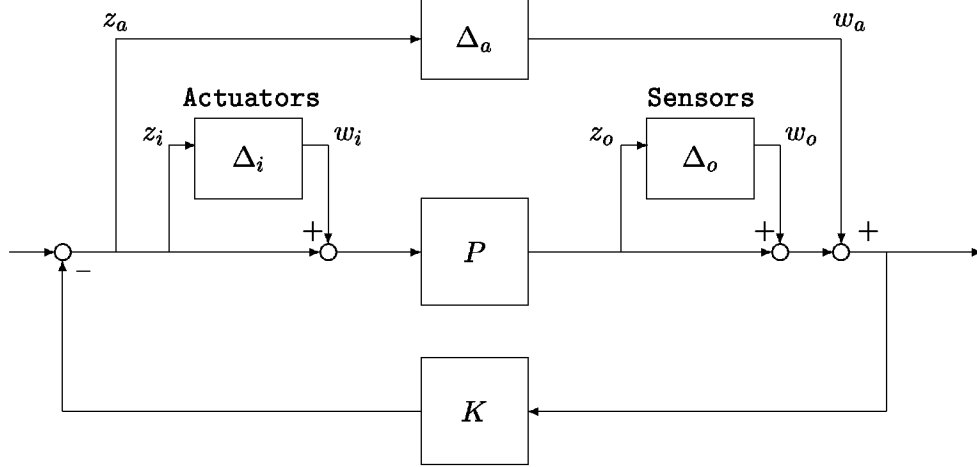 z_a Δ_a w_a
Actuators Sensors
z_i Δ_i w_i z_o Δ_o w_o
+ P + +
−
K